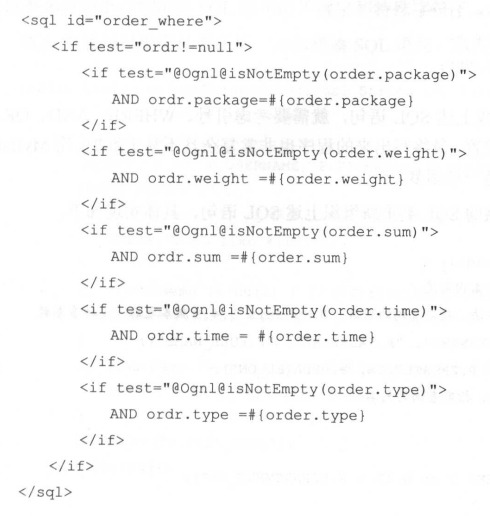 <sql id="order_where">
<if test="ordr!=null">
<if test="@Ognl@isNotEmpty(order.package)">
AND ordr.package=#{order.package}
</if>
<if test="@Ognl@isNotEmpty(order.weight)">
AND ordr.weight =#{order.weight}
</if>
<if test="@Ognl@isNotEmpty(order.sum)">
AND ordr.sum =#{order.sum}
</if>
<if test="@Ognl@isNotEmpty(order.time)">
AND ordr.time = #{order.time}
</if>
<if test="@Ognl@isNotEmpty(order.type)">
AND ordr.type =#{order.type}
</if>
</if>
</sql>